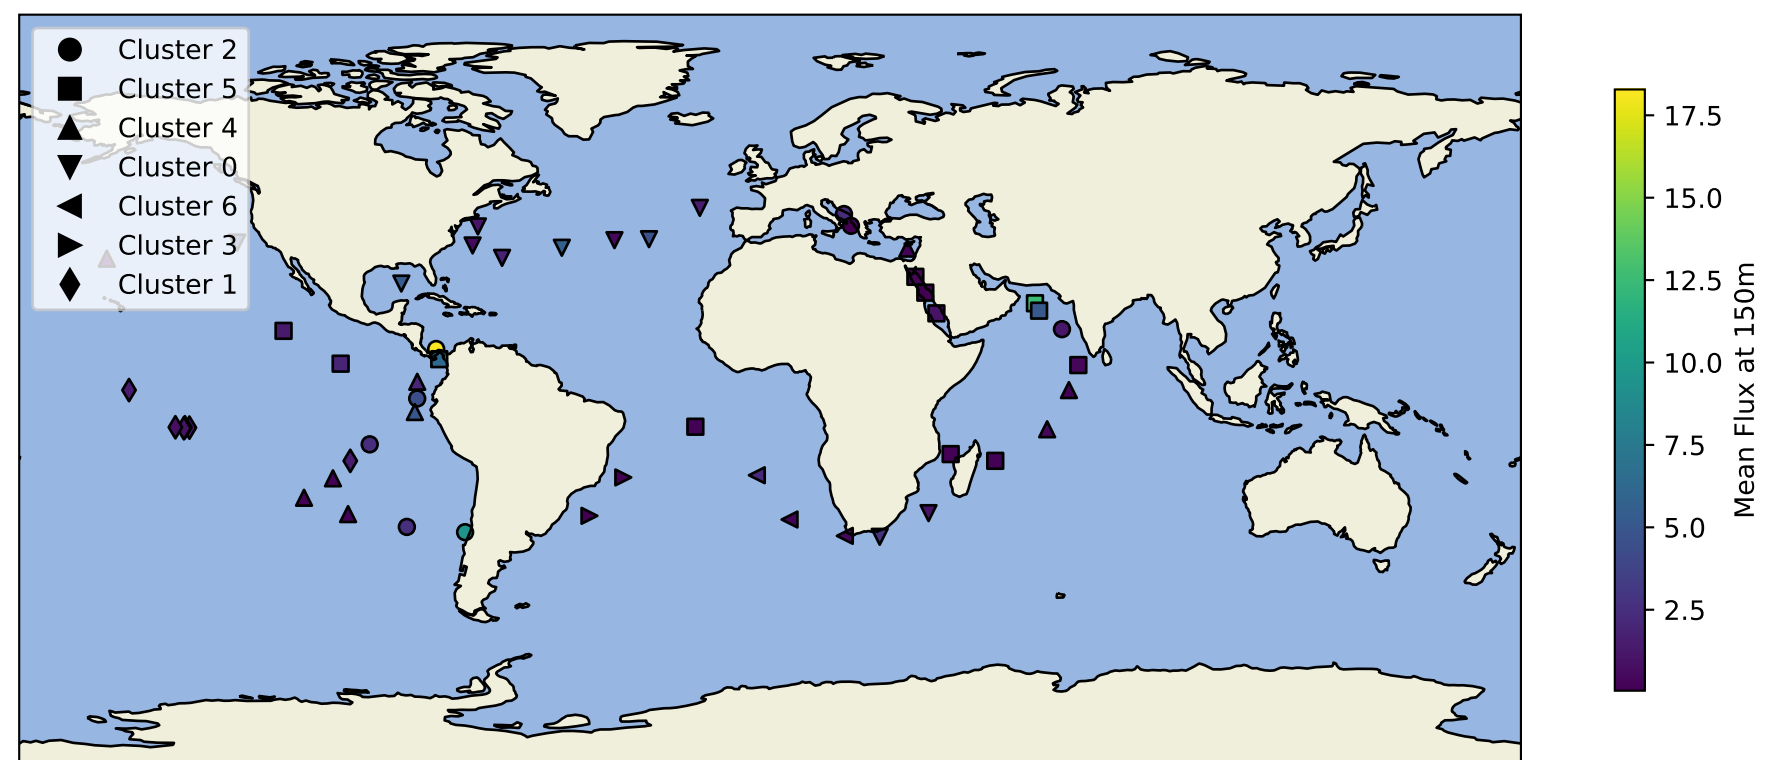 Cluster 2
Cluster 5
Cluster 4
Cluster 0
Cluster 6
Cluster 3
Cluster 1
17.5
15.0
12.5
10.0
7.5
5.0
2.5
Mean Flux at 150m